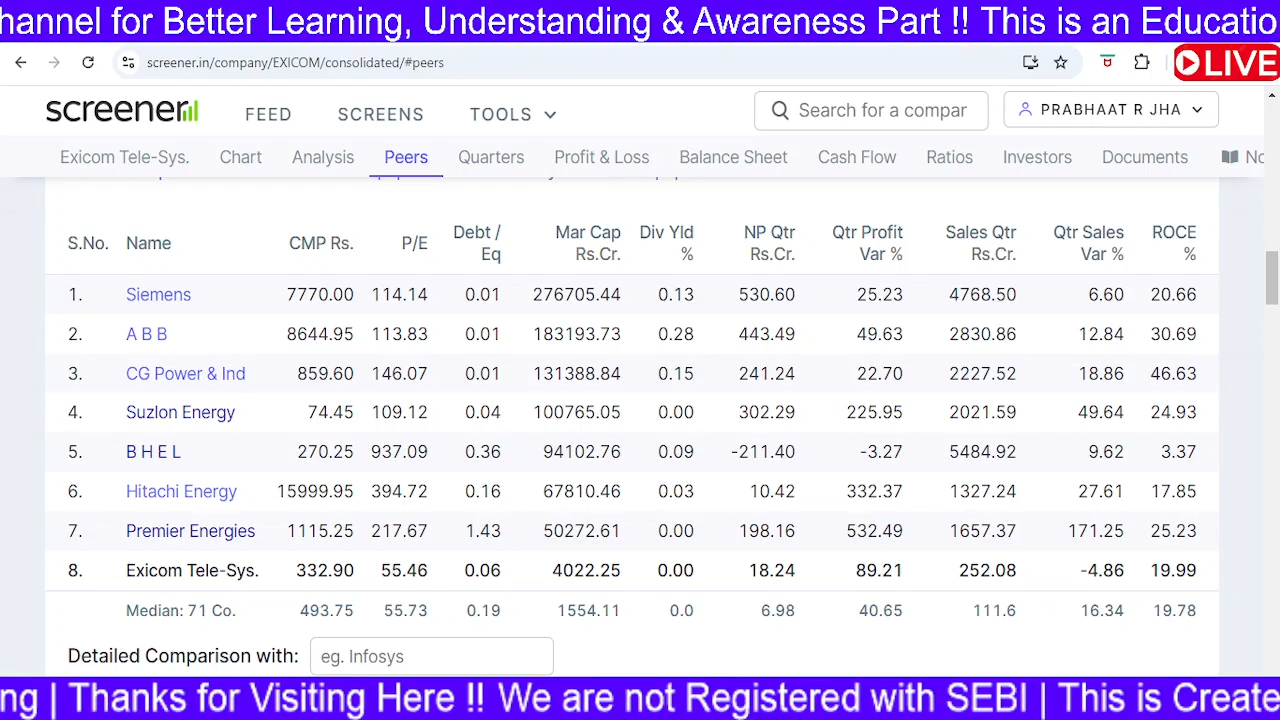 hannel for Better Learning, Understanding & Awareness Part !! This is an Educatio
screener.in/company/EXICOM/consolidated/#peers
LIVE
screener FEED SCREENS TOOLS Search for a compar PRABHAAT R JHA
Exicom Tele-Sys. Chart Analysis Peers Quarters Profit & Loss Balance Sheet Cash Flow Ratios Investors Documents No
S.No. Name CMP Rs. P/E Debt / Eq Mar Cap Rs.Cr. Div Yld % NP Qtr Rs.Cr. Qtr Profit Var % Sales Qtr Rs.Cr. Qtr Sales Var % ROCE %
1. Siemens 7770.00 114.14 0.01 276705.44 0.13 530.60 25.23 4768.50 6.60 20.66
2. A B B 8644.95 113.83 0.01 183193.73 0.28 443.49 49.63 2830.86 12.84 30.69
3. CG Power & Ind 859.60 146.07 0.01 131388.84 0.15 241.24 22.70 2227.52 18.86 46.63
4. Suzlon Energy 74.45 109.12 0.04 100765.05 0.00 302.29 225.95 2021.59 49.64 24.93
5. B H E L 270.25 937.09 0.36 94102.76 0.09 -211.40 -3.27 5484.92 9.62 3.37
6. Hitachi Energy 15999.95 394.72 0.16 67810.46 0.03 10.42 332.37 1327.24 27.61 17.85
7. Premier Energies 1115.25 217.67 1.43 50272.61 0.00 198.16 532.49 1657.37 171.25 25.23
8. Exicom Tele-Sys. 332.90 55.46 0.06 4022.25 0.00 18.24 89.21 252.08 -4.86 19.99
Median: 71 Co. 493.75 55.73 0.19 1554.11 0.0 6.98 40.65 111.6 16.34 19.78
Detailed Comparison with: eg. Infosys
ng | Thanks for Visiting Here !! We are not Registered with SEBI | This is Create